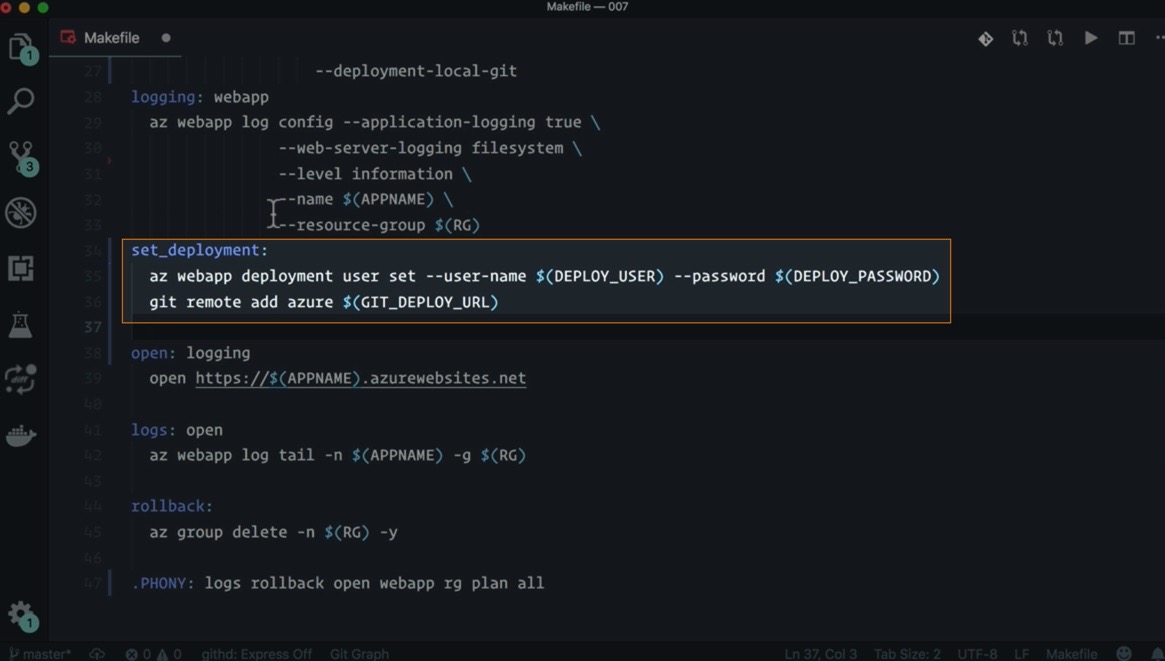 Makefile — 007
Makefile
1
3
1
27 --deployment-local-git
28 logging: webapp
29 az webapp log config --application-logging true \
30 --web-server-logging filesystem \
31 --level information \
32 --name $(APPNAME) \
33 --resource-group $(RG)
34 set_deployment:
35 az webapp deployment user set --user-name $(DEPLOY_USER) --password $(DEPLOY_PASSWORD)
36 git remote add azure $(GIT_DEPLOY_URL)
37
38 open: logging
39 open https://$(APPNAME).azurewebsites.net
40
41 logs: open
42 az webapp log tail -n $(APPNAME) -g $(RG)
43
44 rollback:
45 az group delete -n $(RG) -y
46
47 .PHONY: logs rollback open webapp rg plan all
master* 0 0 githd: Express Off Git Graph Ln 37, Col 3 Tab Size: 2 UTF-8 LF Makefile